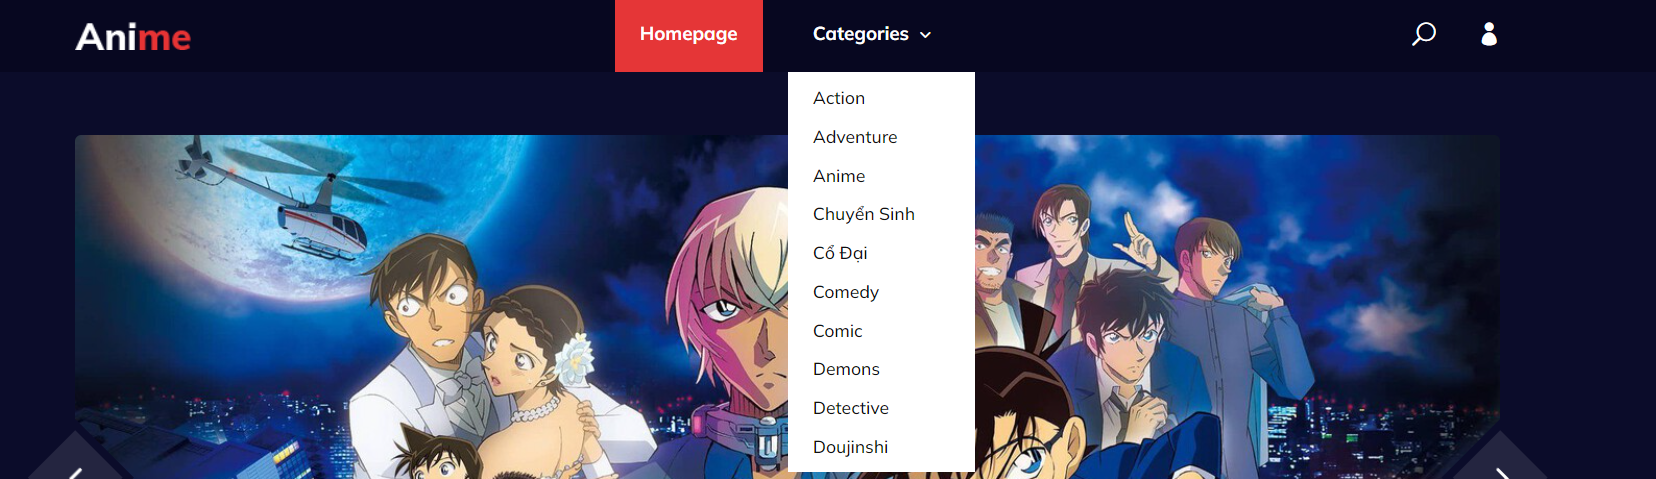 Anime
Homepage
Categories
Action
Adventure
Anime
Chuyển Sinh
Cổ Đại
Comedy
Comic
Demons
Detective
Doujinshi